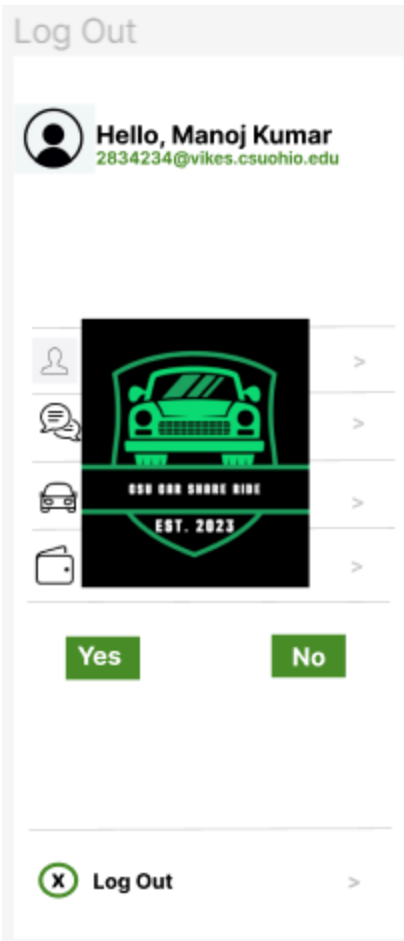 Log Out
Hello, Manoj Kumar
2834234@vikes.csuohio.edu
>
>
CSU CAR SHARE RIDE
>
EST. 2023
>
Yes
No
X Log Out >